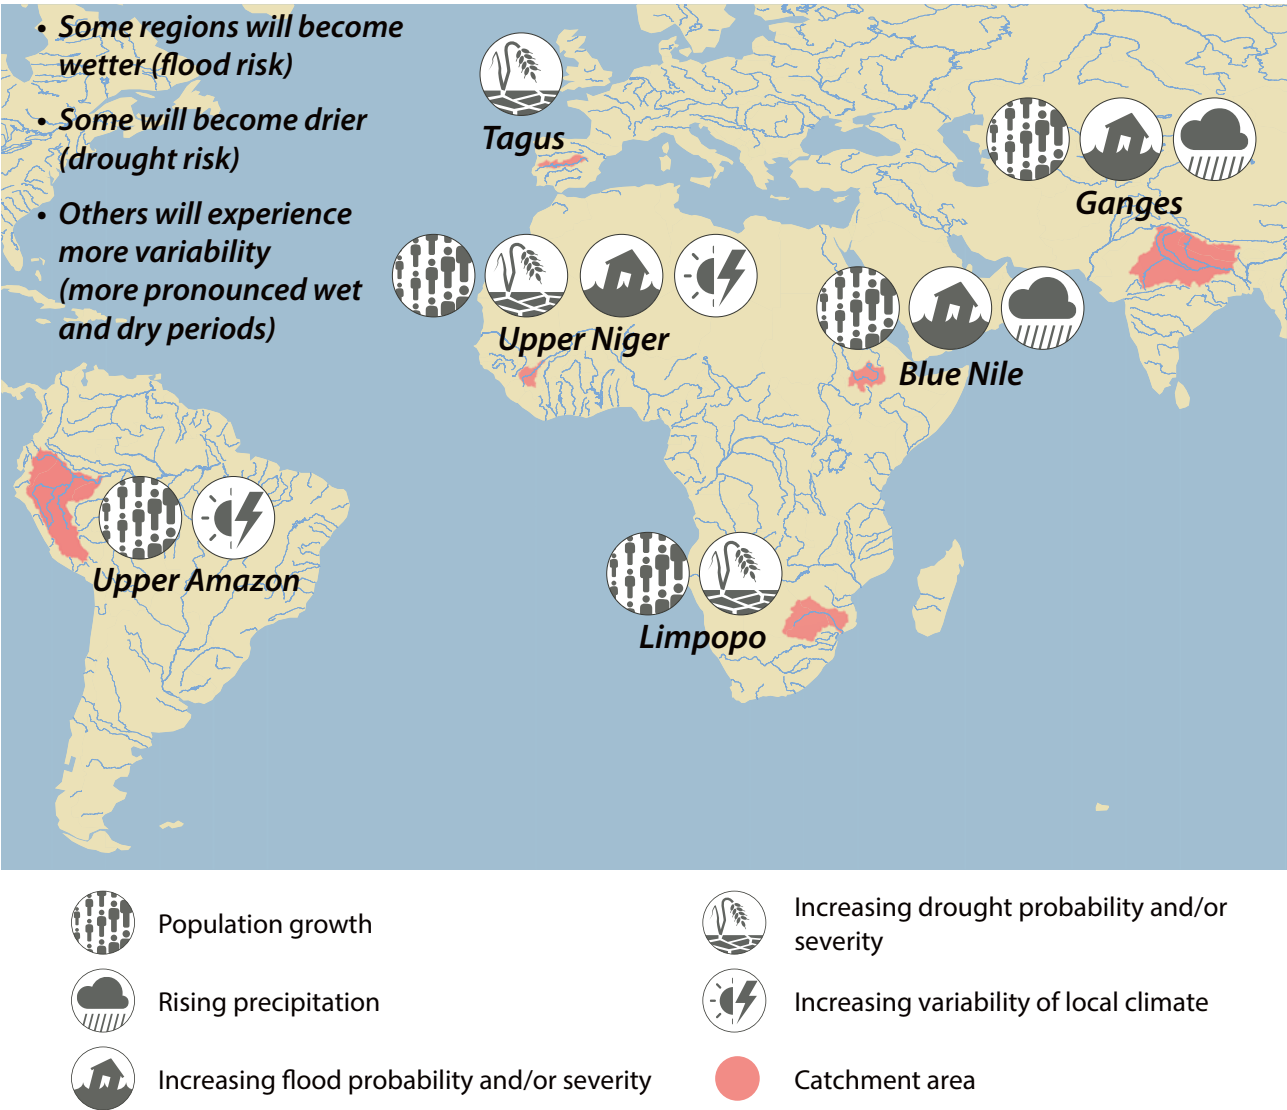 • Some regions will become
wetter (flood risk)
• Some will become drier
(drought risk)
• Others will experience
more variability
(more pronounced wet
and dry periods)
Tagus
Ganges
Upper Niger
Blue Nile
Upper Amazon
Limpopo
Population growth
Rising precipitation
Increasing flood probability and/or severity
Increasing drought probability and/or
severity
Increasing variability of local climate
Catchment area